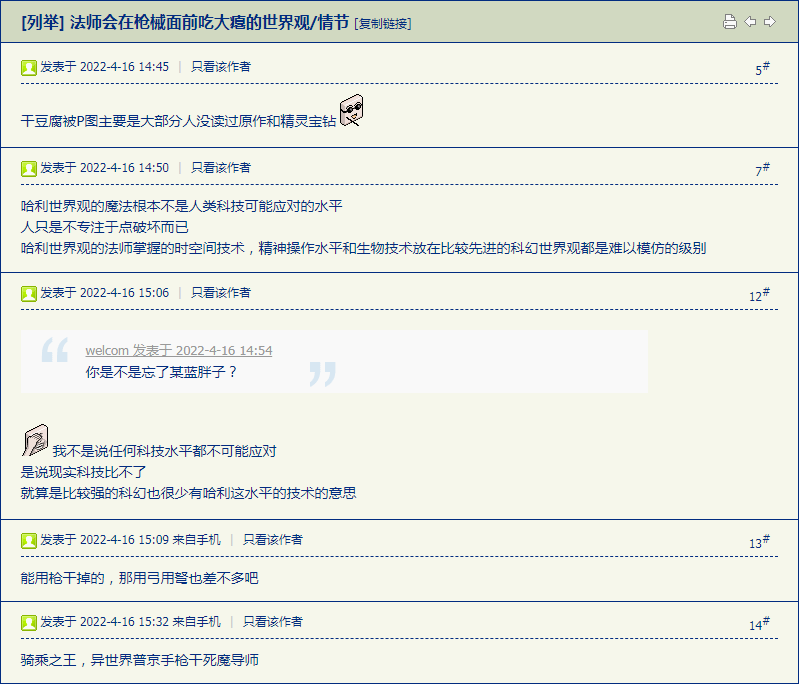 [列举] 法师会在枪械面前吃大瘪的世界观/情节 [复制链接]
发表于 2022-4-16 14:45 | 只看该作者
5#
干豆腐被P图主要是大部分人没读过原作和精灵宝钻
发表于 2022-4-16 14:50 | 只看该作者
7#
哈利世界观的魔法根本不是人类科技可能应对的水平
人只是不专注于点破坏而已
哈利世界观的法师掌握的时空间技术，精神操作水平和生物技术放在比较先进的科幻世界观都是难以模仿的级别
发表于 2022-4-16 15:06 | 只看该作者
12#
welcom 发表于 2022-4-16 14:54
你是不是忘了某蓝胖子？
我不是说任何科技水平都不可能应对
是说现实科技比不了
就算是比较强的科幻也很少有哈利这水平的技术的意思
发表于 2022-4-16 15:09 来自手机 | 只看该作者
13#
能用枪干掉的，那用弓用弩也差不多吧
发表于 2022-4-16 15:32 来自手机 | 只看该作者
14#
骑乘之王，异世界普京手枪干死魔导师